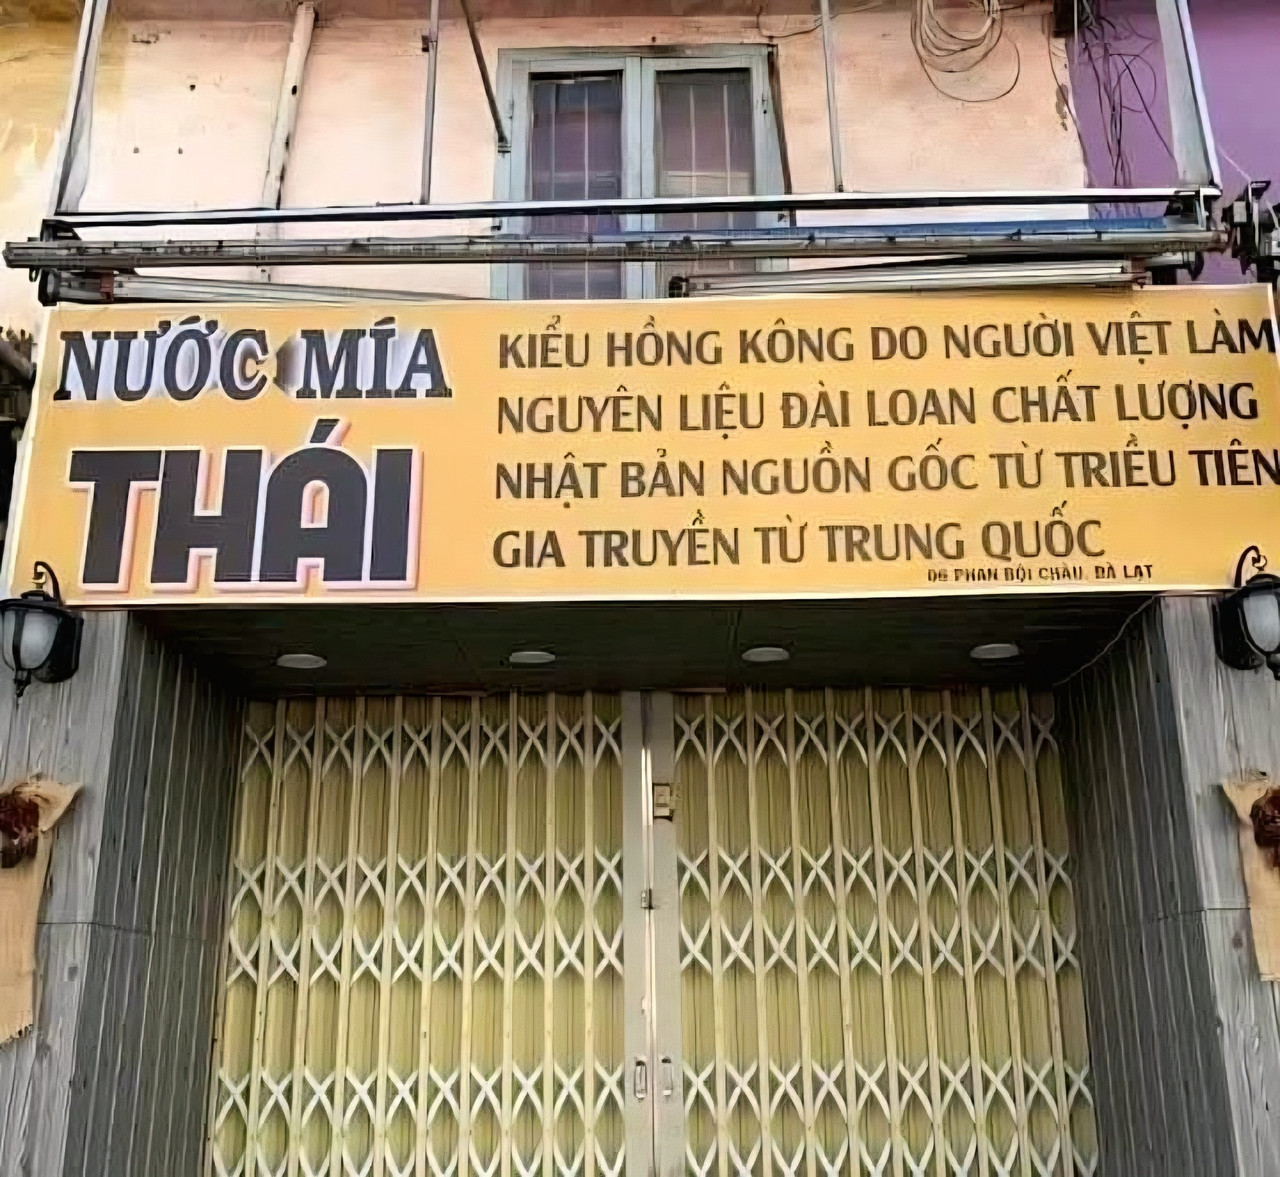 NƯỚC MÍA
THÁI
KIỂU HỒNG KÔNG DO NGƯỜI VIỆT LÀM
NGUYÊN LIỆU ĐÀI LOAN CHẤT LƯỢNG
NHẬT BẢN NGUỒN GỐC TỪ TRIỀU TIÊN
GIA TRUYỀN TỪ TRUNG QUỐC
PHAN BỘI CHÂU, ĐÀ LẠT